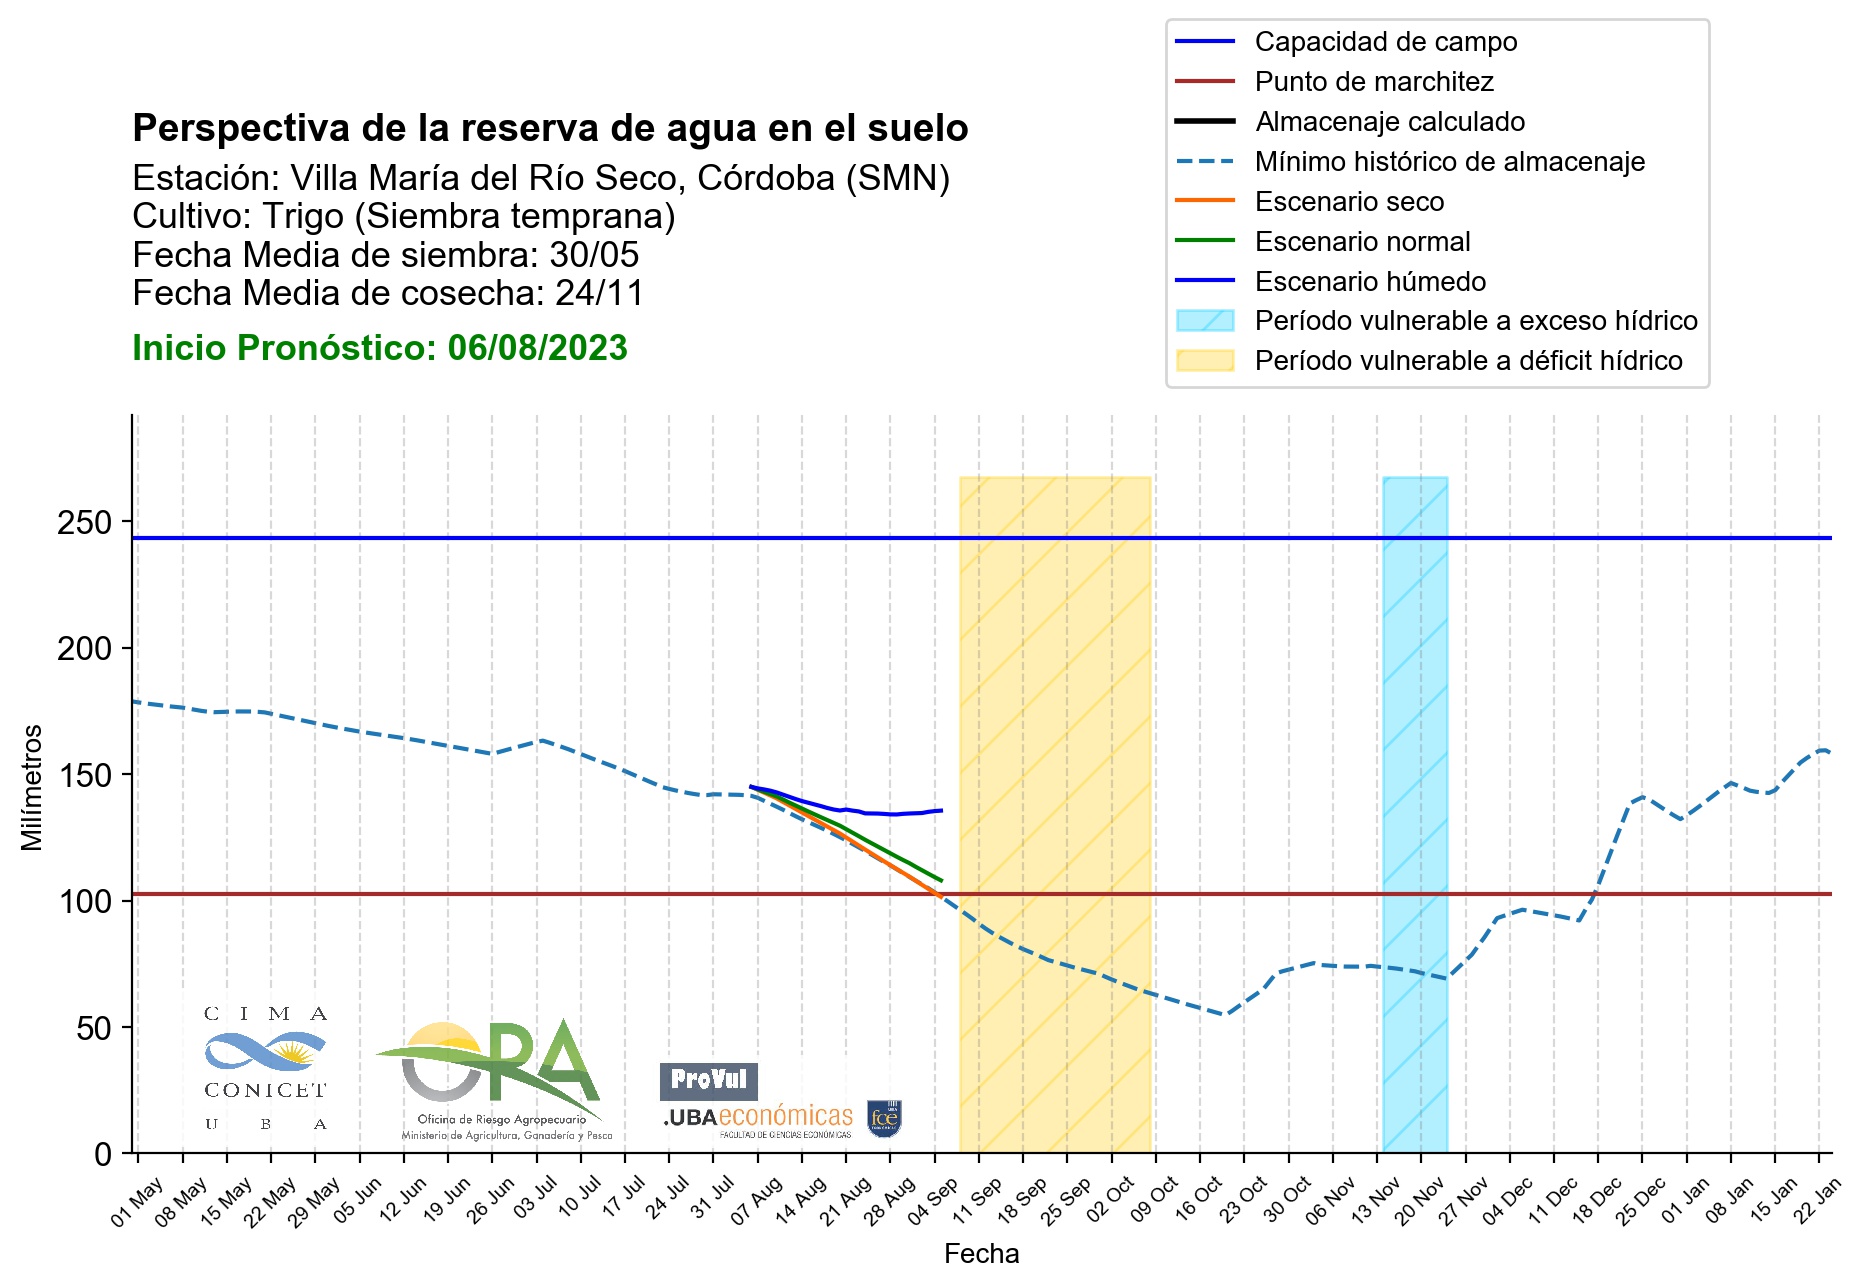 Capacidad de campo
Punto de marchitez
Almacenaje calculado
Mínimo histórico de almacenaje
Escenario seco
Escenario normal
Escenario húmedo
Período vulnerable a exceso hídrico
Período vulnerable a déficit hídrico
Perspectiva de la reserva de agua en el suelo
Estación: Villa María del Río Seco, Córdoba (SMN)
Cultivo: Trigo (Siembra temprana)
Fecha Media de siembra: 30/05
Fecha Media de cosecha: 24/11
Inicio Pronóstico: 06/08/2023
250
200
150
100
50
0
Milímetros
CIMA
CONICET
UBA
ORA
Oficina de Riesgo Agropecuario
Ministerio de Agricultura, Ganadería y Pesca
ProVul
.UBAeconómicas
FACULTAD DE CIENCIAS ECONÓMICAS
fce
01 May
08 May
15 May
22 May
29 May
05 Jun
12 Jun
19 Jun
26 Jun
03 Jul
10 Jul
17 Jul
24 Jul
31 Jul
07 Aug
14 Aug
21 Aug
28 Aug
04 Sep
11 Sep
18 Sep
25 Sep
02 Oct
09 Oct
16 Oct
23 Oct
30 Oct
06 Nov
13 Nov
20 Nov
27 Nov
04 Dec
11 Dec
18 Dec
25 Dec
01 Jan
08 Jan
15 Jan
22 Jan
Fecha